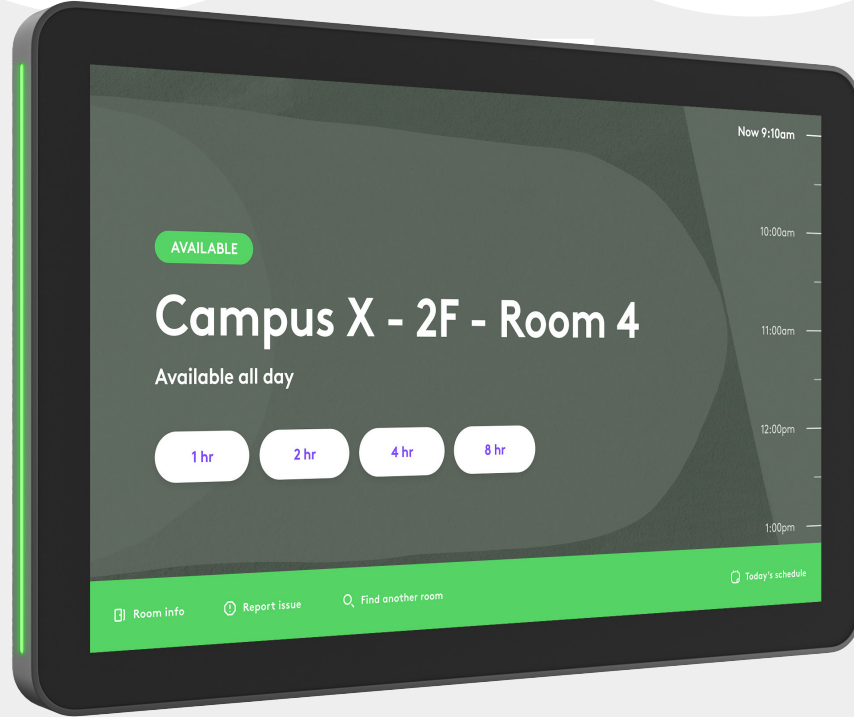 Now 9:10am
10:00am
11:00am
12:00pm
1:00pm
AVAILABLE
Campus X - 2F - Room 4
Available all day
1 hr
2 hr
4 hr
8 hr
Room info
Report issue
Find another room
Today's schedule